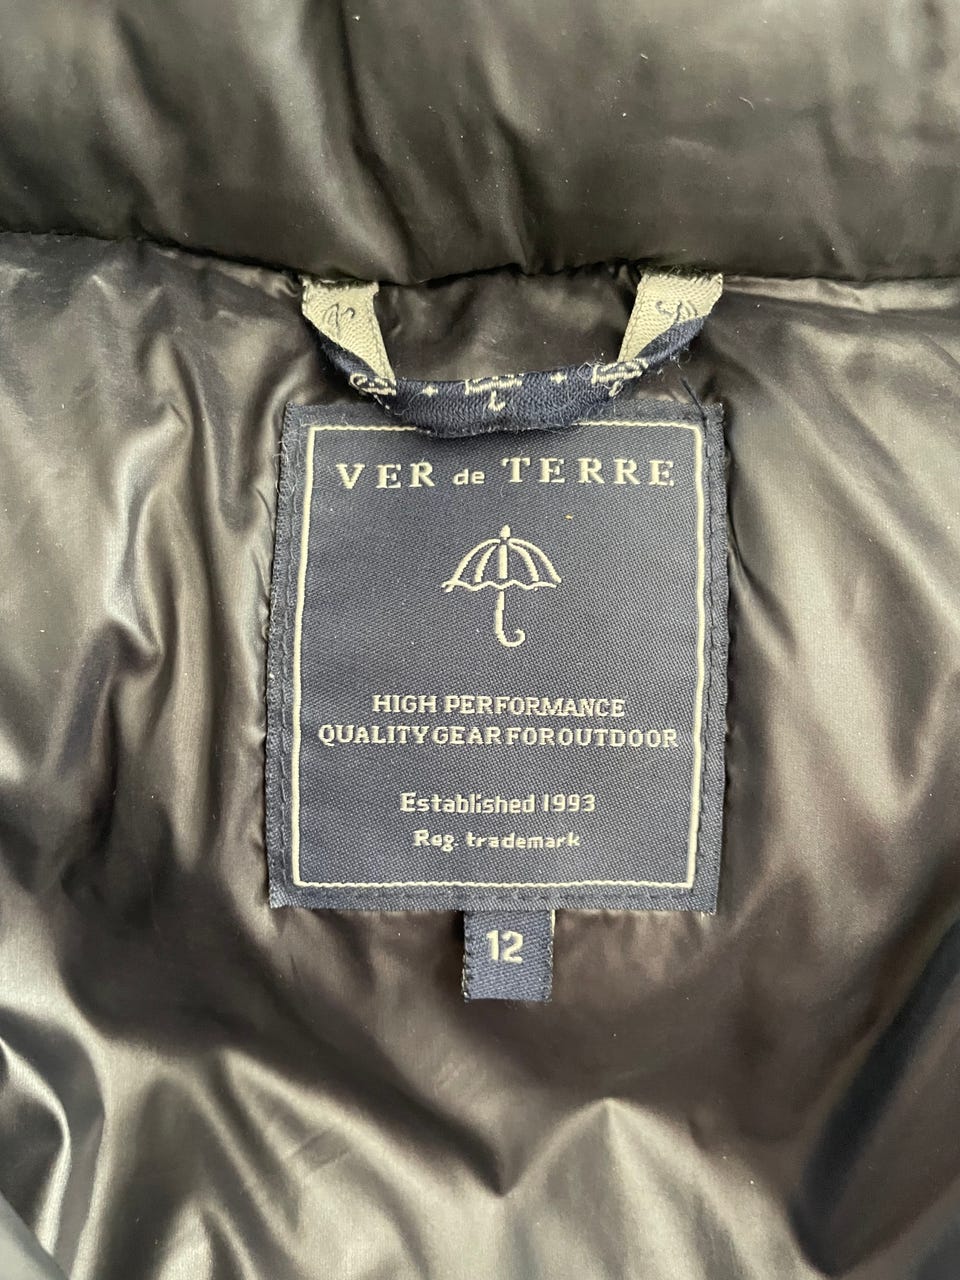 VER de TERRE
HIGH PERFORMANCE
QUALITY GEAR FOR OUTDOOR
Established 1993
Reg. trademark
12